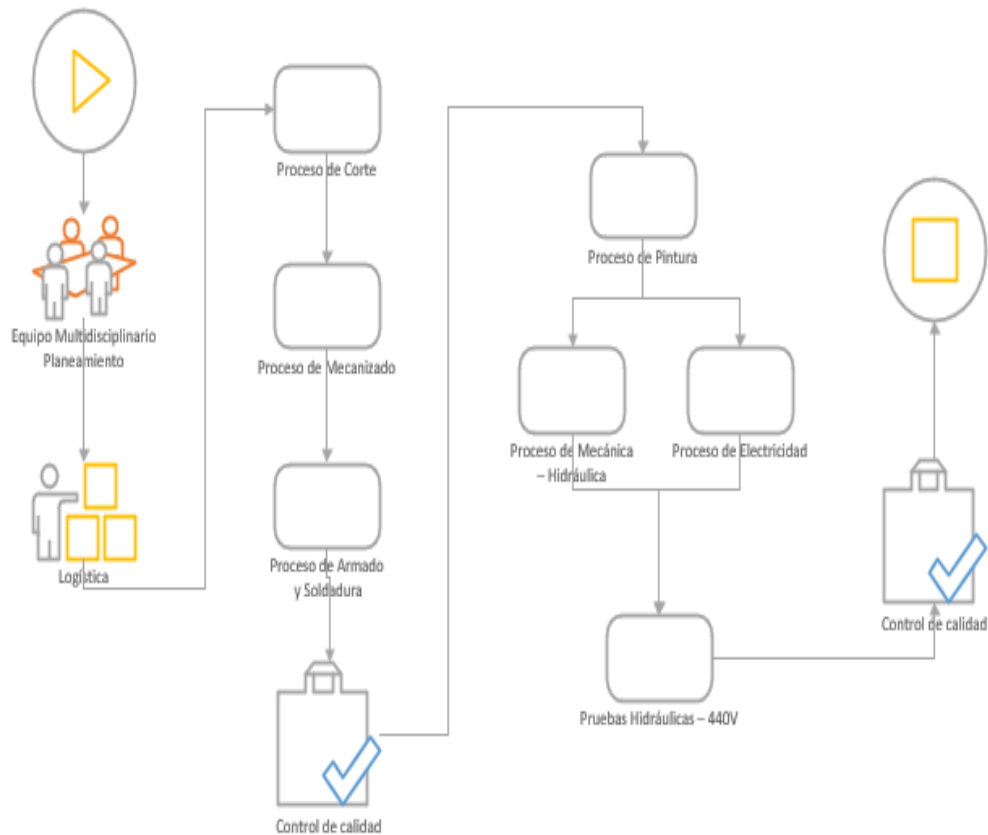 Equipo Multidisciplinario
Planeamiento
Logística
Proceso de Corte
Proceso de Mecanizado
Proceso de Armado
y Soldadura
Control de calidad
Proceso de Pintura
Proceso de Mecánica
– Hidráulica
Proceso de Electricidad
Pruebas Hidráulicas – 440V
Control de calidad